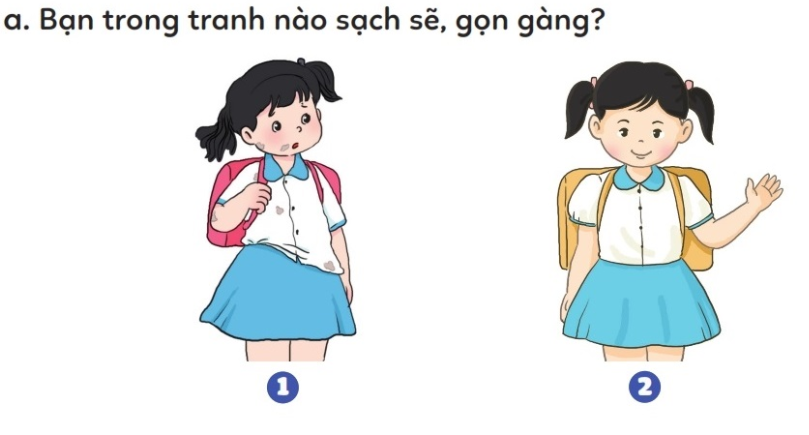 a. Bạn trong tranh nào sạch sẽ, gọn gàng?
1
2